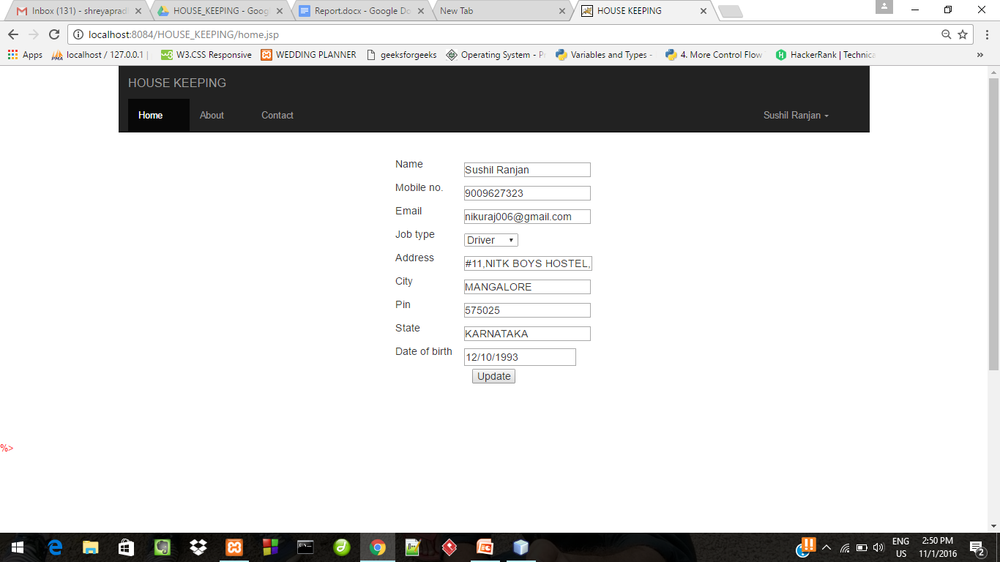 Inbox (131) - shreyaprad
HOUSE_KEEPING - Goog
Report.docx - Google Do
New Tab
HOUSE KEEPING
localhost:8084/HOUSE_KEEPING/home.jsp
Apps
localhost / 127.0.0.1 |
W3.CSS Responsive
WEDDING PLANNER
geeksforgeeks
Operating System - P
Variables and Types -
4. More Control Flow
HackerRank | Technica
»
HOUSE KEEPING
Home
About
Contact
Sushil Ranjan
Name
Sushil Ranjan
Mobile no.
9009627323
Email
nikuraj006@gmail.com
Job type
Driver
Address
#11,NITK BOYS HOSTEL,
City
MANGALORE
Pin
575025
State
KARNATAKA
Date of birth
12/10/1993
Update
%>
ENG
US
2:50 PM
11/1/2016
2